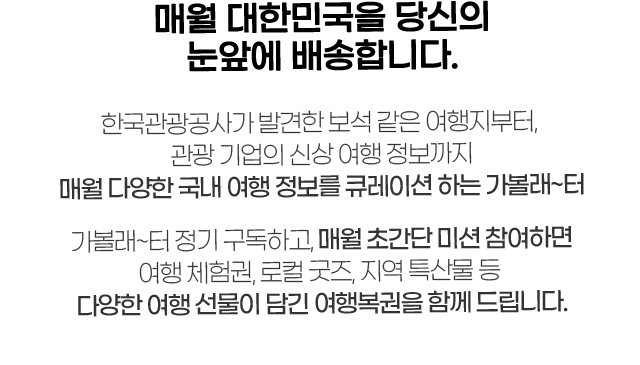 매월 대한민국을 당신의
눈앞에 배송합니다.
한국관광공사가 발견한 보석 같은 여행지부터,
관광 기업의 신상 여행 정보까지
매월 다양한 국내 여행 정보를 큐레이션 하는 가볼래~터
가볼래~터 정기 구독하고, 매월 초간단 미션 참여하면
여행 체험권, 로컬 굿즈, 지역 특산물 등
다양한 여행 선물이 담긴 여행복권을 함께 드립니다.